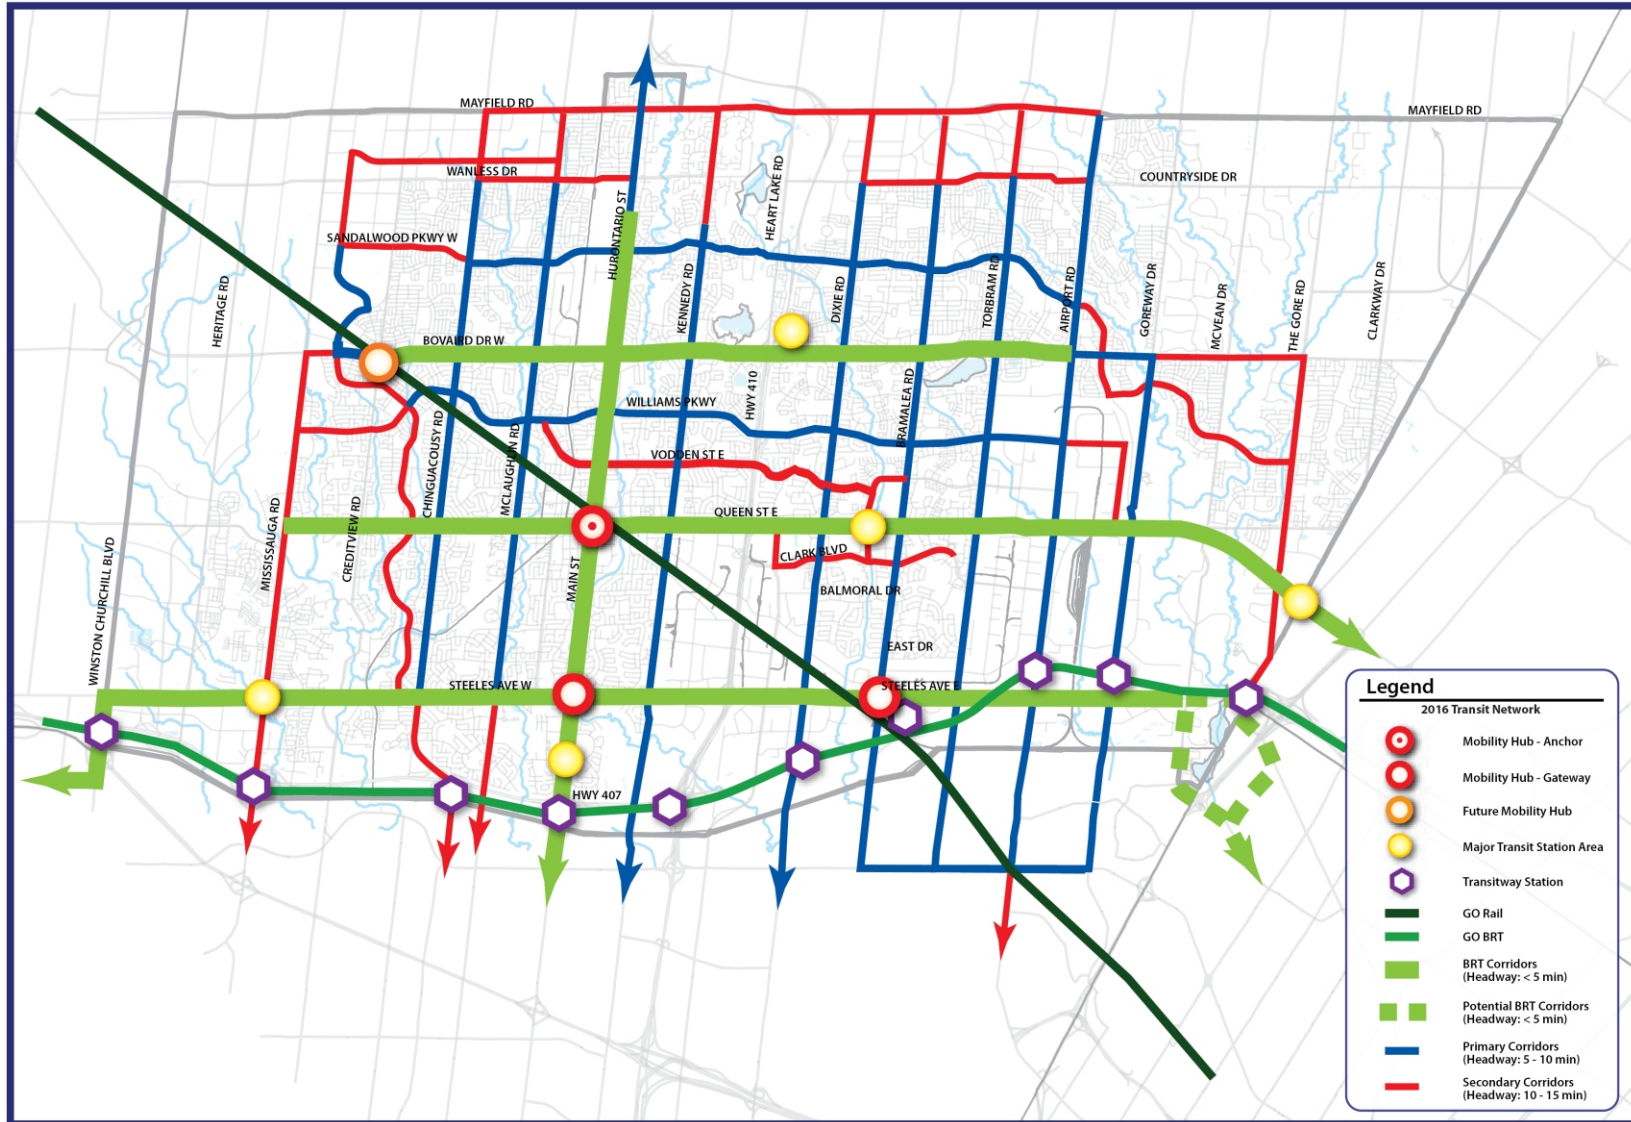 MAYFIELD RD
MAYFIELD RD
WANLESS DR
COUNTRYSIDE DR
HEART LAKE RD
HURONTARIO ST
SANDALWOOD PKWY W
HERITAGE RD
KENNEDY RD
DIXIE RD
TORBRAM RD
AIRPORT RD
GOREWAY DR
MCVEAN DR
THE GORE RD
CLARKWAY DR
BOVAIRD DR W
HWY 410
WILLIAMS PKWY
BRAMALEA RD
CHINGUACOUSY RD
MCLAUGHLIN RD
VODDEN ST E
MISSISSAUGA RD
CREDITVIEW RD
QUEEN ST E
CLARK BLVD
MAIN ST
BALMORAL DR
WINSTON CHURCHILL BLVD
EAST DR
STEELES AVE W
STEELES AVE E
HWY 407
Legend
2016 Transit Network
Mobility Hub - Anchor
Mobility Hub - Gateway
Future Mobility Hub
Major Transit Station Area
Transitway Station
GO Rail
GO BRT
BRT Corridors
(Headway: < 5 min)
Potential BRT Corridors
(Headway: < 5 min)
Primary Corridors
(Headway: 5 - 10 min)
Secondary Corridors
(Headway: 10 - 15 min)